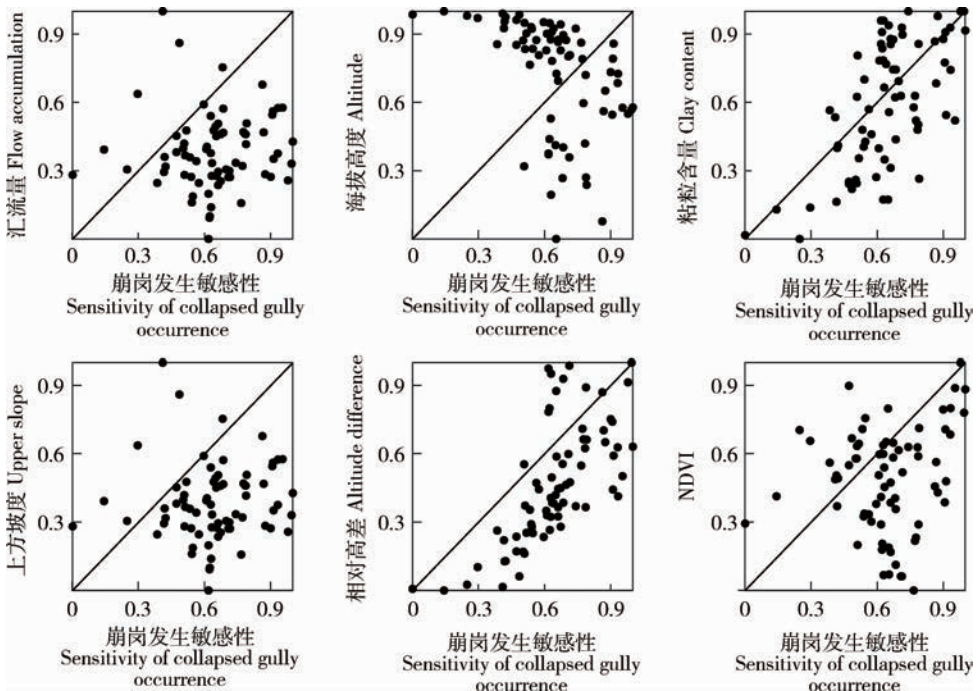 汇流量 Flow accumulation
0.9
0.6
0.3
0
0.3
0.6
0.9
崩岗发生敏感性
Sensitivity of collapsed gully
occurrence
海拔高度 Altitude
0.9
0.6
0.3
0
0.3
0.6
0.9
崩岗发生敏感性
Sensitivity of collapsed gully
occurrence
粘粒含量 Clay content
0.9
0.6
0.3
0
0.3
0.6
0.9
崩岗发生敏感性
Sensitivity of collapsed gully
occurrence
上方坡度 Upper slope
0.9
0.6
0.3
0
0.3
0.6
0.9
崩岗发生敏感性
Sensitivity of collapsed gully
occurrence
相对高差 Altitude difference
0.9
0.6
0.3
0
0.3
0.6
0.9
崩岗发生敏感性
Sensitivity of collapsed gully
occurrence
NDVI
0.9
0.6
0.3
0
0.3
0.6
0.9
崩岗发生敏感性
Sensitivity of collapsed gully
occurrence